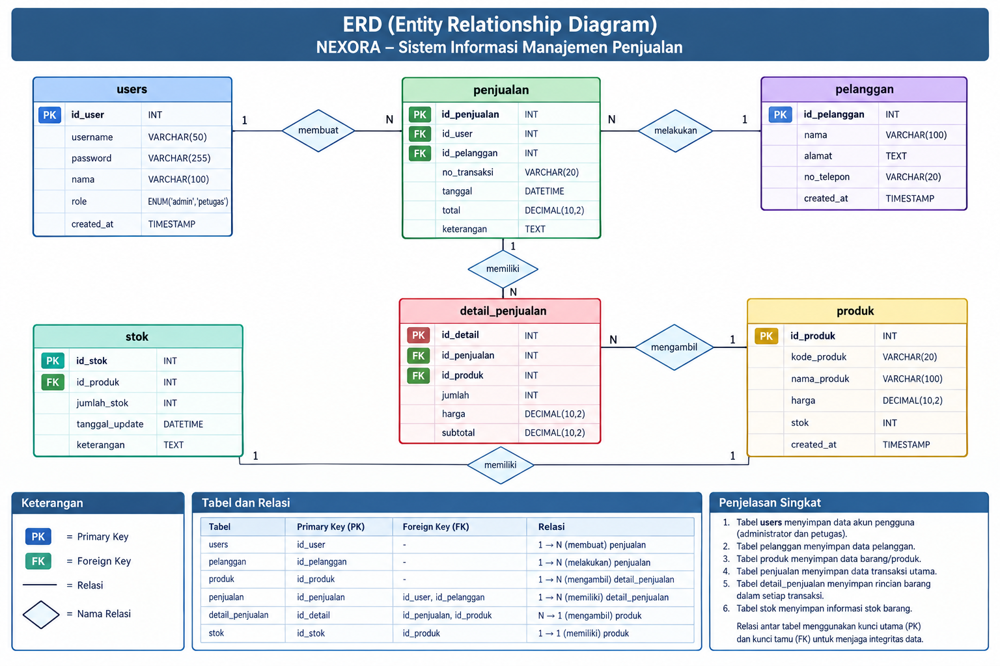 ERD (Entity Relationship Diagram)
NEXORA – Sistem Informasi Manajemen Penjualan
users
PK id_user INT
username VARCHAR(50)
password VARCHAR(255)
nama VARCHAR(100)
role ENUM('admin','petugas')
created_at TIMESTAMP
1
membuat
N
penjualan
PK id_penjualan INT
FK id_user INT
FK id_pelanggan INT
no_transaksi VARCHAR(20)
tanggal DATETIME
total DECIMAL(10,2)
keterangan TEXT
N
melakukan
1
pelanggan
PK id_pelanggan INT
nama VARCHAR(100)
alamat TEXT
no_telepon VARCHAR(20)
created_at TIMESTAMP
1
memiliki
N
stok
PK id_stok INT
FK id_produk INT
jumlah_stok INT
tanggal_update DATETIME
keterangan TEXT
detail_penjualan
PK id_detail INT
FK id_penjualan INT
FK id_produk INT
jumlah INT
harga DECIMAL(10,2)
subtotal DECIMAL(10,2)
N
mengambil
1
produk
PK id_produk INT
kode_produk VARCHAR(20)
nama_produk VARCHAR(100)
harga DECIMAL(10,2)
stok INT
created_at TIMESTAMP
1
memiliki
1
Keterangan
PK = Primary Key
FK = Foreign Key
= Relasi
= Nama Relasi
Tabel dan Relasi
Tabel Primary Key (PK) Foreign Key (FK) Relasi
users id_user - 1 → N (membuat) penjualan
pelanggan id_pelanggan - 1 → N (melakukan) penjualan
produk id_produk - 1 → N (mengambil) detail_penjualan
penjualan id_penjualan id_user, id_pelanggan 1 → N (memiliki) detail_penjualan
detail_penjualan id_detail id_penjualan, id_produk N → 1 (mengambil) produk
stok id_stok id_produk 1 → 1 (memiliki) produk
Penjelasan Singkat
1. Tabel users menyimpan data akun pengguna
(administrator dan petugas).
2. Tabel pelanggan menyimpan data pelanggan.
3. Tabel produk menyimpan data barang/produk.
4. Tabel penjualan menyimpan data transaksi utama.
5. Tabel detail_penjualan menyimpan rincian barang
dalam setiap transaksi.
6. Tabel stok menyimpan informasi stok barang.
Relasi antar tabel menggunakan kunci utama (PK)
dan kunci tamu (FK) untuk menjaga integritas data.